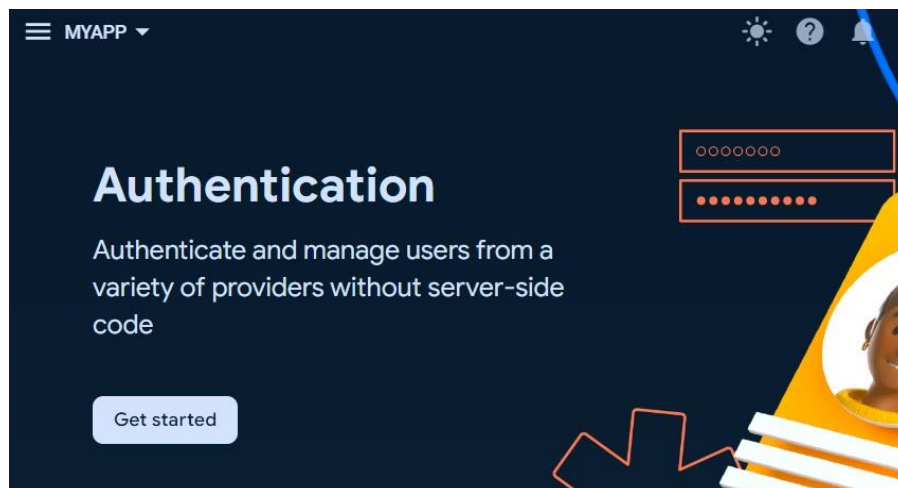 MYAPP
Authentication
Authenticate and manage users from a
variety of providers without server-side
code
Get started